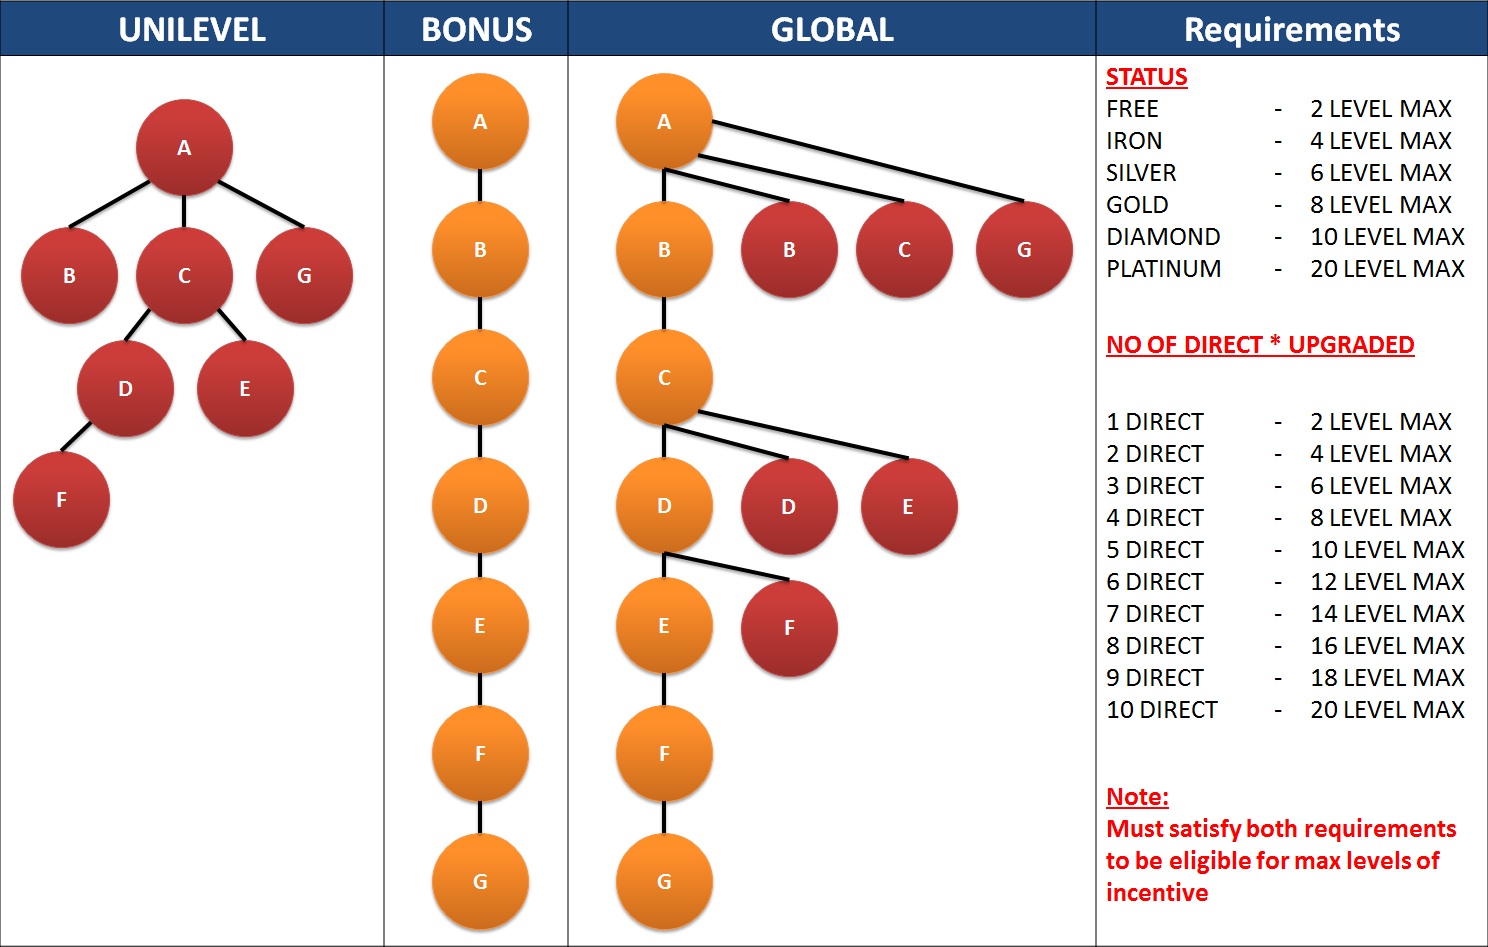 UNILEVEL
A
B C G
D E
F
BONUS
A
B
C
D
E
F
G
GLOBAL
A
B B C G
C
D D E
E F
F
G
Requirements
STATUS
FREE - 2 LEVEL MAX
IRON - 4 LEVEL MAX
SILVER - 6 LEVEL MAX
GOLD - 8 LEVEL MAX
DIAMOND - 10 LEVEL MAX
PLATINUM - 20 LEVEL MAX
NO OF DIRECT * UPGRADED
1 DIRECT - 2 LEVEL MAX
2 DIRECT - 4 LEVEL MAX
3 DIRECT - 6 LEVEL MAX
4 DIRECT - 8 LEVEL MAX
5 DIRECT - 10 LEVEL MAX
6 DIRECT - 12 LEVEL MAX
7 DIRECT - 14 LEVEL MAX
8 DIRECT - 16 LEVEL MAX
9 DIRECT - 18 LEVEL MAX
10 DIRECT - 20 LEVEL MAX
Note:
Must satisfy both requirements
to be eligible for max levels of
incentive